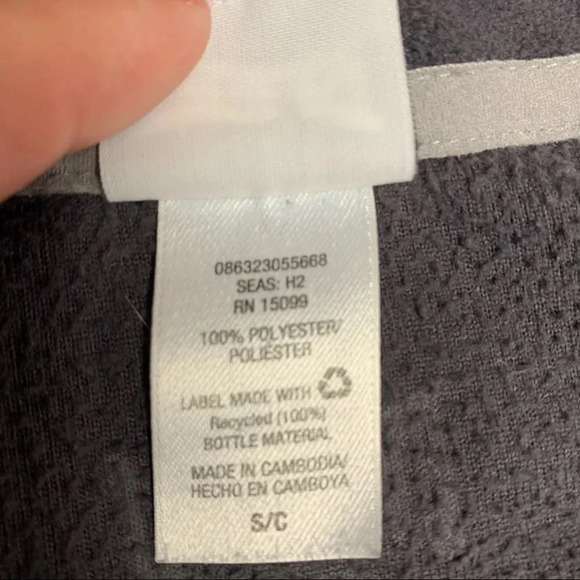 086323055668
SEAS: H2
RN 15099
100% POLYESTER/
POLIÉSTER
LABEL MADE WITH
Recycled (100%)
BOTTLE MATERIAL
MADE IN CAMBODIA/
HECHO EN CAMBOYA
S/C